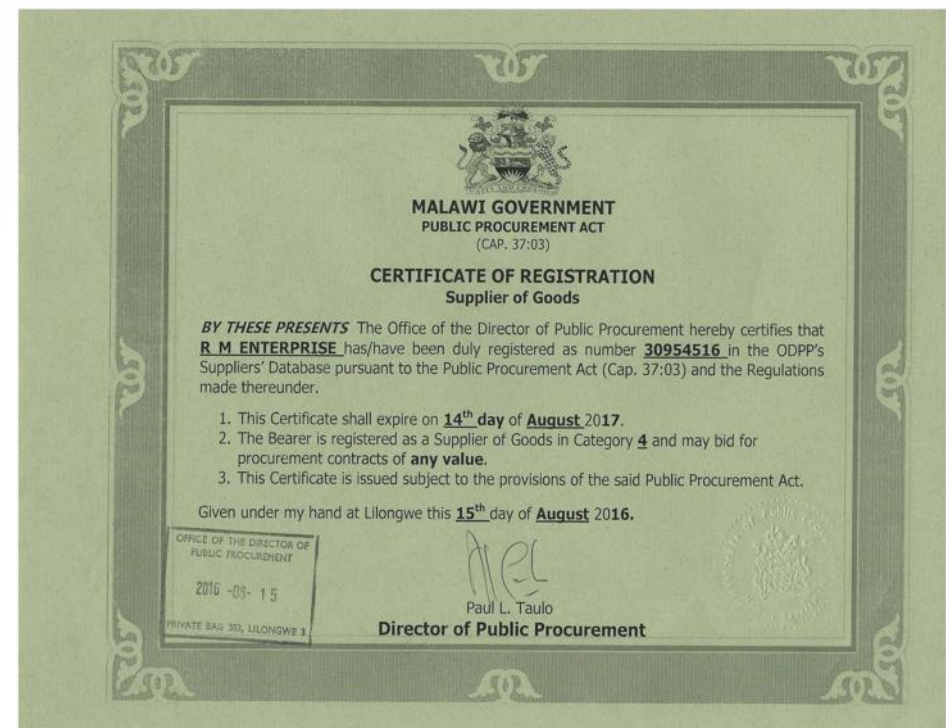 MALAWI GOVERNMENT
PUBLIC PROCUREMENT ACT
(CAP. 37:03)
CERTIFICATE OF REGISTRATION
Supplier of Goods
BY THESE PRESENTS The Office of the Director of Public Procurement hereby certifies that
R M ENTERPRISE has/have been duly registered as number 30954516 in the ODPP's
Suppliers' Database pursuant to the Public Procurement Act (Cap. 37:03) and the Regulations
made thereunder.
1. This Certificate shall expire on 14th day of August 2017.
2. The Bearer is registered as a Supplier of Goods in Category 4 and may bid for
procurement contracts of any value.
3. This Certificate is issued subject to the provisions of the said Public Procurement Act.
Given under my hand at Lilongwe this 15th day of August 2016.
OFFICE OF THE DIRECTOR OF
PUBLIC PROCUREMENT
2016 -08- 15
PRIVATE BAG 383, LILONGWE 3
Paul L. Taulo
Director of Public Procurement